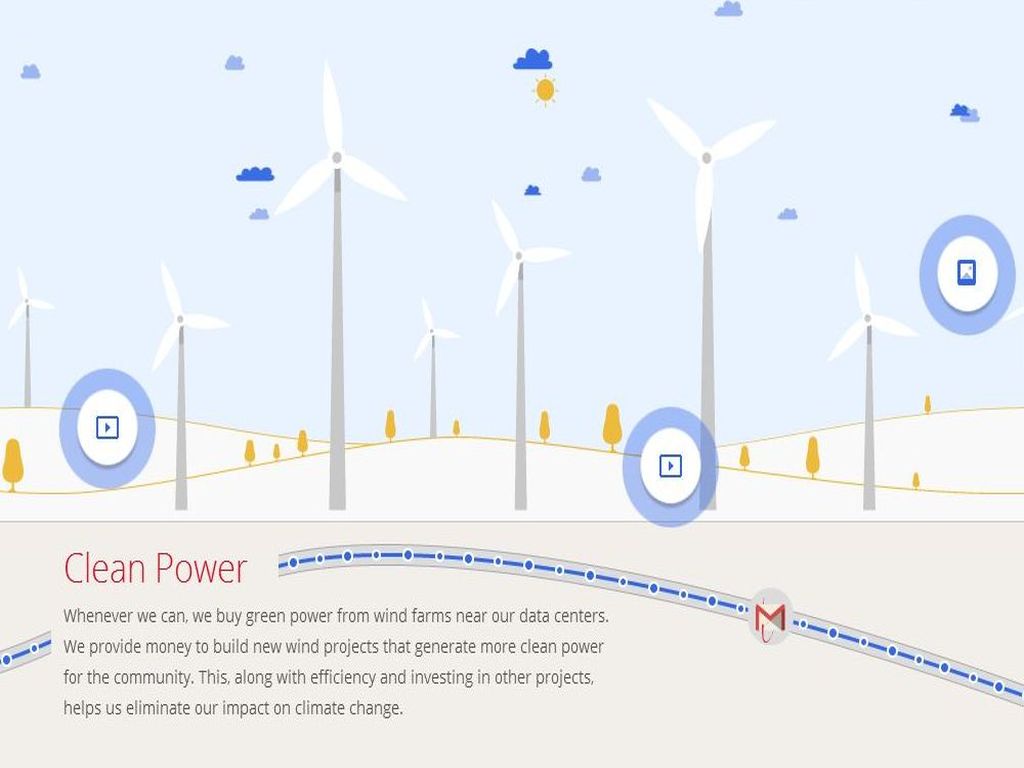 Clean Power
Whenever we can, we buy green power from wind farms near our data centers.
We provide money to build new wind projects that generate more clean power
for the community. This, along with efficiency and investing in other projects,
helps us eliminate our impact on climate change.